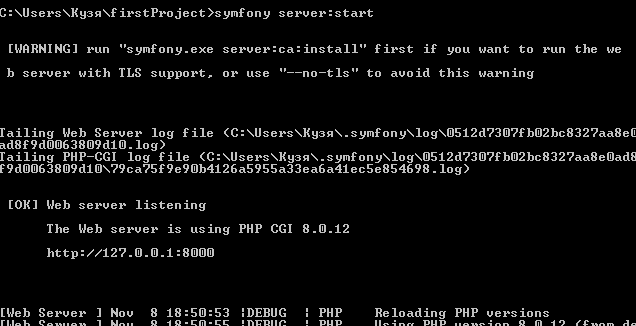 C:\Users\Кузя\firstProject>symfony server:start
[WARNING] run "symfony.exe server:ca:install" first if you want to run the we
b server with TLS support, or use "--no-tls" to avoid this warning
Tailing Web Server log file (C:\Users\Кузя\.symfony\log\0512d7307fb02bc8327aa8e0
ad8f9d0063809d10.log)
Tailing PHP-CGI log file (C:\Users\Кузя\.symfony\log\0512d7307fb02bc8327aa8e0ad8
f9d0063809d10\79ca75f9e90b4126a5955a33ea6a41ec5e854698.log)
[OK] Web server listening
The Web server is using PHP CGI 8.0.12
http://127.0.0.1:8000
[Web Server ] Nov  8 18:50:53 |DEBUG  | PHP    Reloading PHP versions
[Web Server ] Nov  8 18:50:55 |DEBUG  | PHP    Using PHP version 8.0.12 (from de